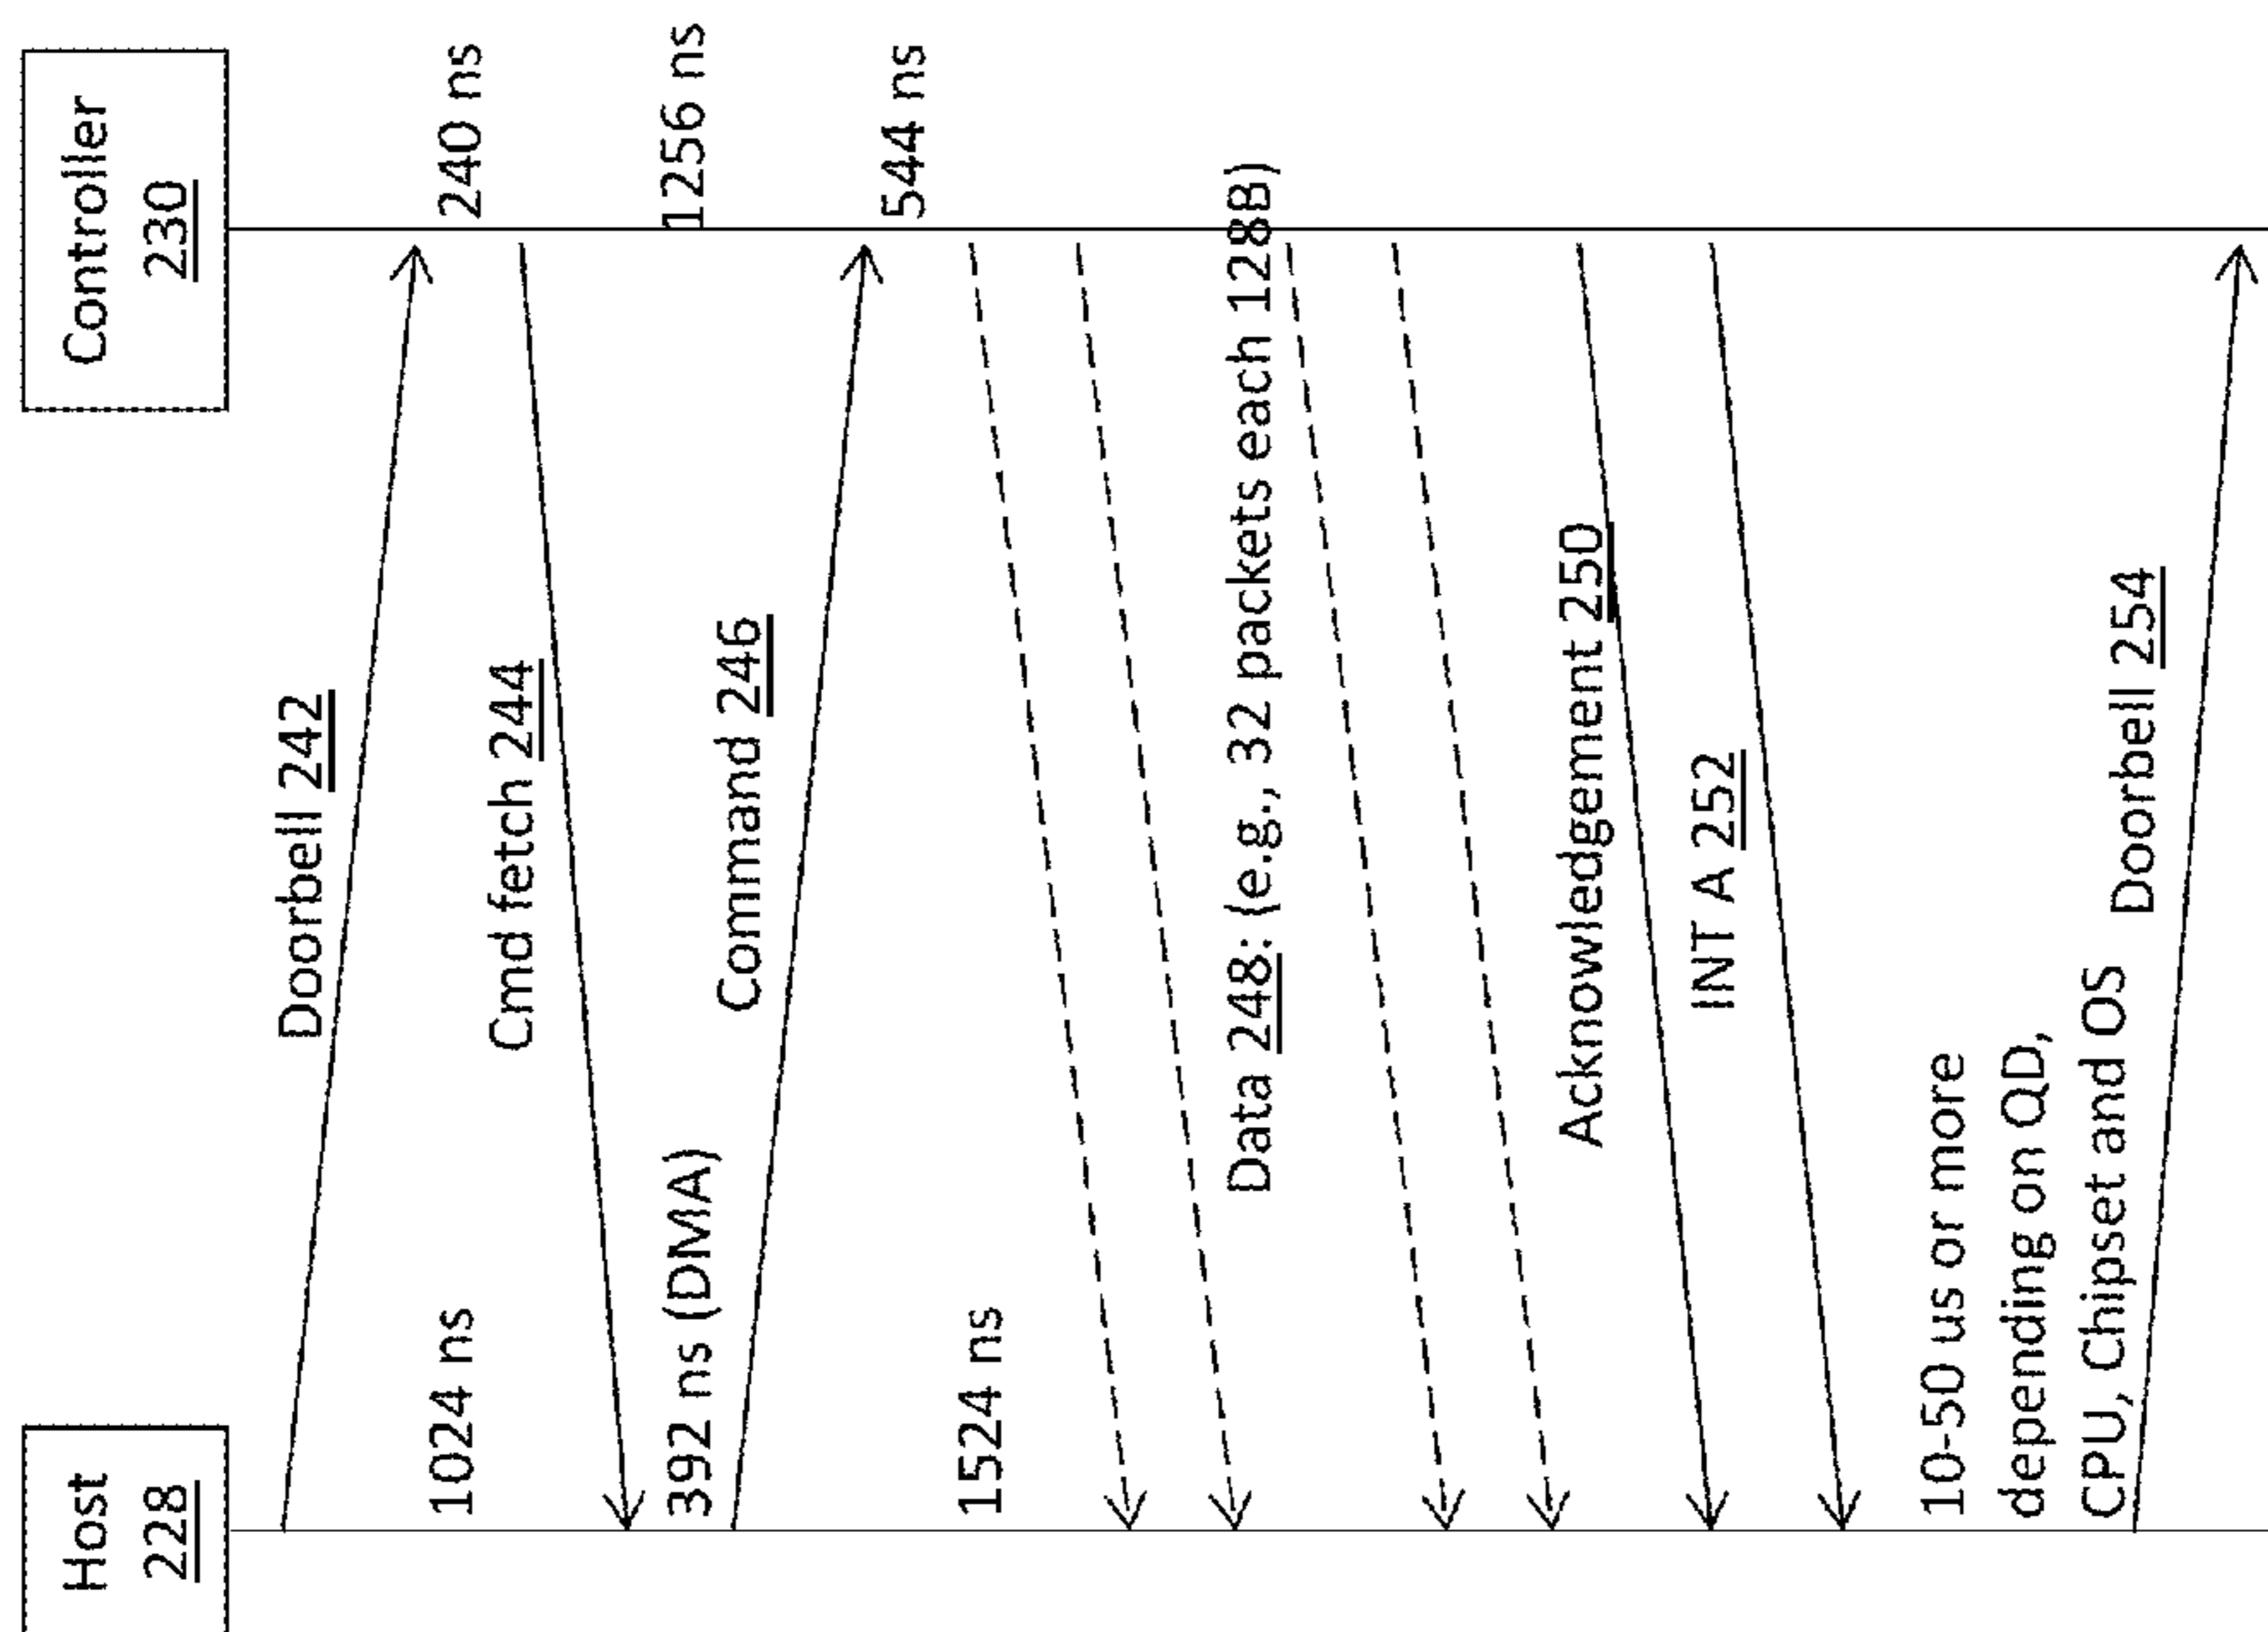 Host
228
Controller
230
Doorbell 242
240 ns
1024 ns
Cmd fetch 244
1256 ns
392 ns (DMA)
Command 246
544 ns
1524 ns
Data 248: (e.g., 32 packets each 128B)
Acknowledgement 250
INT A 252
10-50 us or more
depending on QD,
CPU, Chipset and OS
Doorbell 254